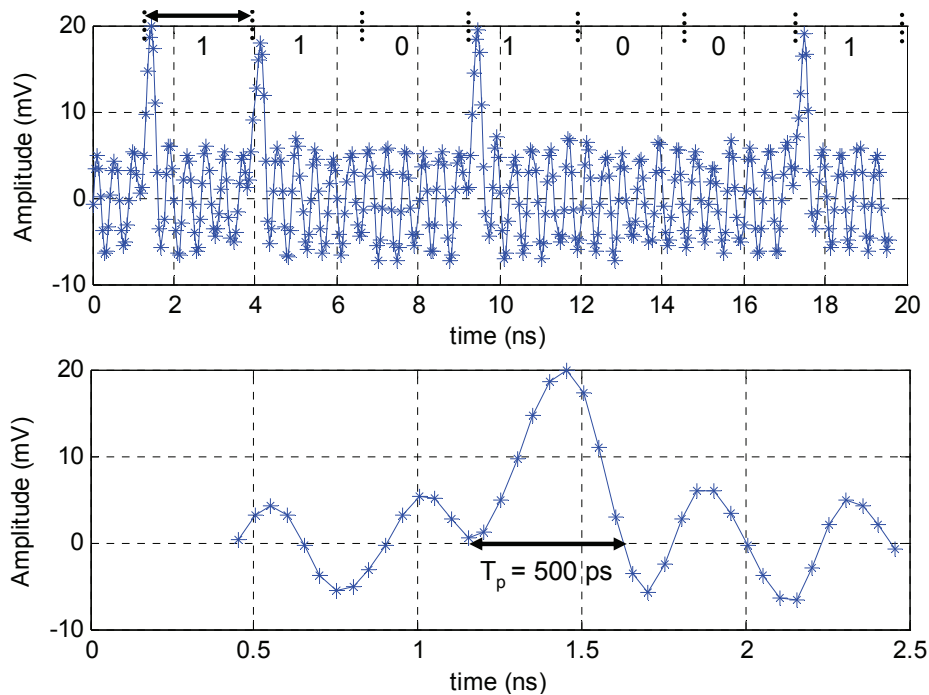 1 1 0 1 0 0 1
20
10
0
-10
Amplitude (mV)
0 2 4 6 8 10 12 14 16 18 20
time (ns)
20
10
0
-10
Amplitude (mV)
Tp = 500 ps
0 0.5 1 1.5 2 2.5
time (ns)